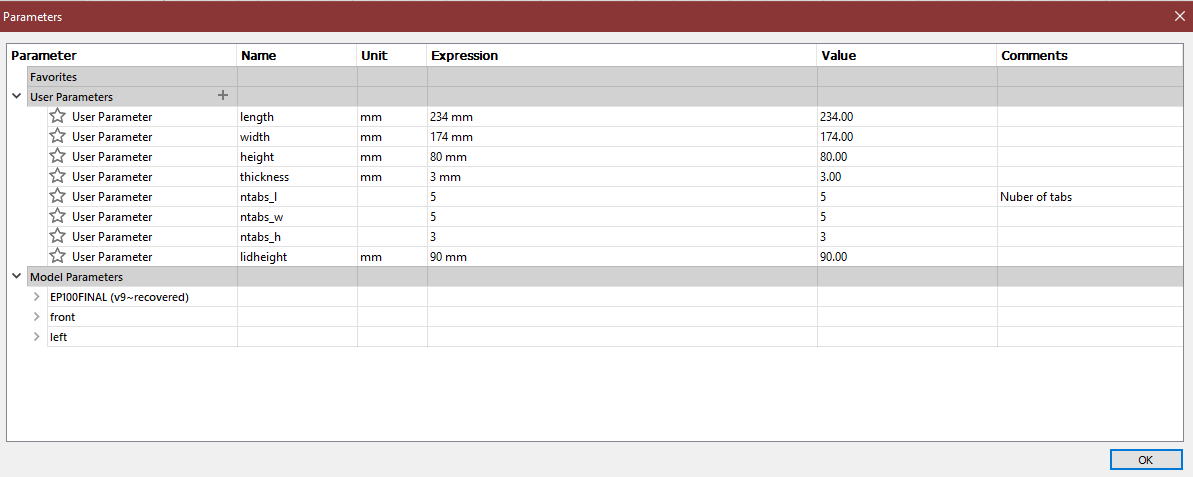 Parameters
Parameter Name Unit Expression Value Comments
Favorites
User Parameters +
User Parameter length mm 234 mm 234.00
User Parameter width mm 174 mm 174.00
User Parameter height mm 80 mm 80.00
User Parameter thickness mm 3 mm 3.00
User Parameter ntabs_l 5 5 Nuber of tabs
User Parameter ntabs_w 5 5
User Parameter ntabs_h 3 3
User Parameter lidheight mm 90 mm 90.00
Model Parameters
EP100FINAL (v9~recovered)
front
left
OK